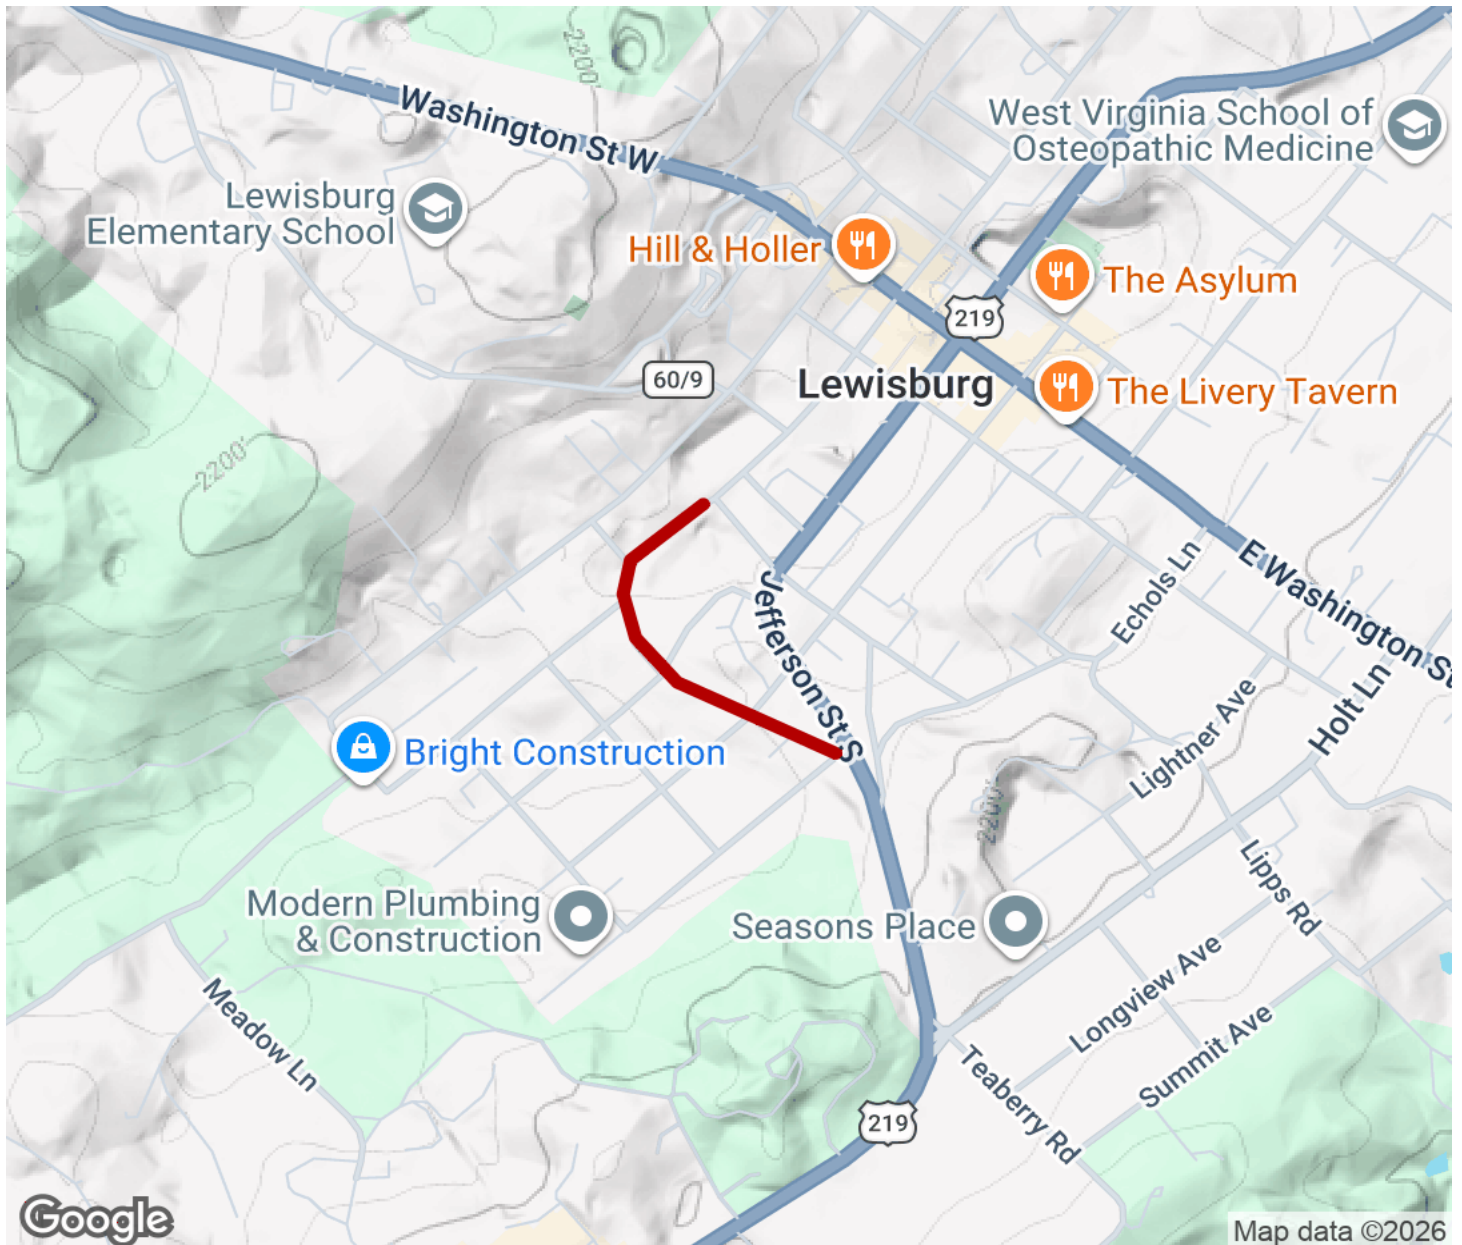 2200'
Washington St W
West Virginia School of
Osteopathic Medicine
Lewisburg
Elementary School
Hill & Holler
The Asylum
219
60/9
Lewisburg
The Livery Tavern
2200'
Echols Ln
E Washington St
Jefferson St S
Holt Ln
Lightner Ave
Bright Construction
2200'
Lipps Rd
Modern Plumbing
& Construction
Seasons Place
Longview Ave
Meadow Ln
Summit Ave
Teaberry Rd
219
Google
Map data ©2026